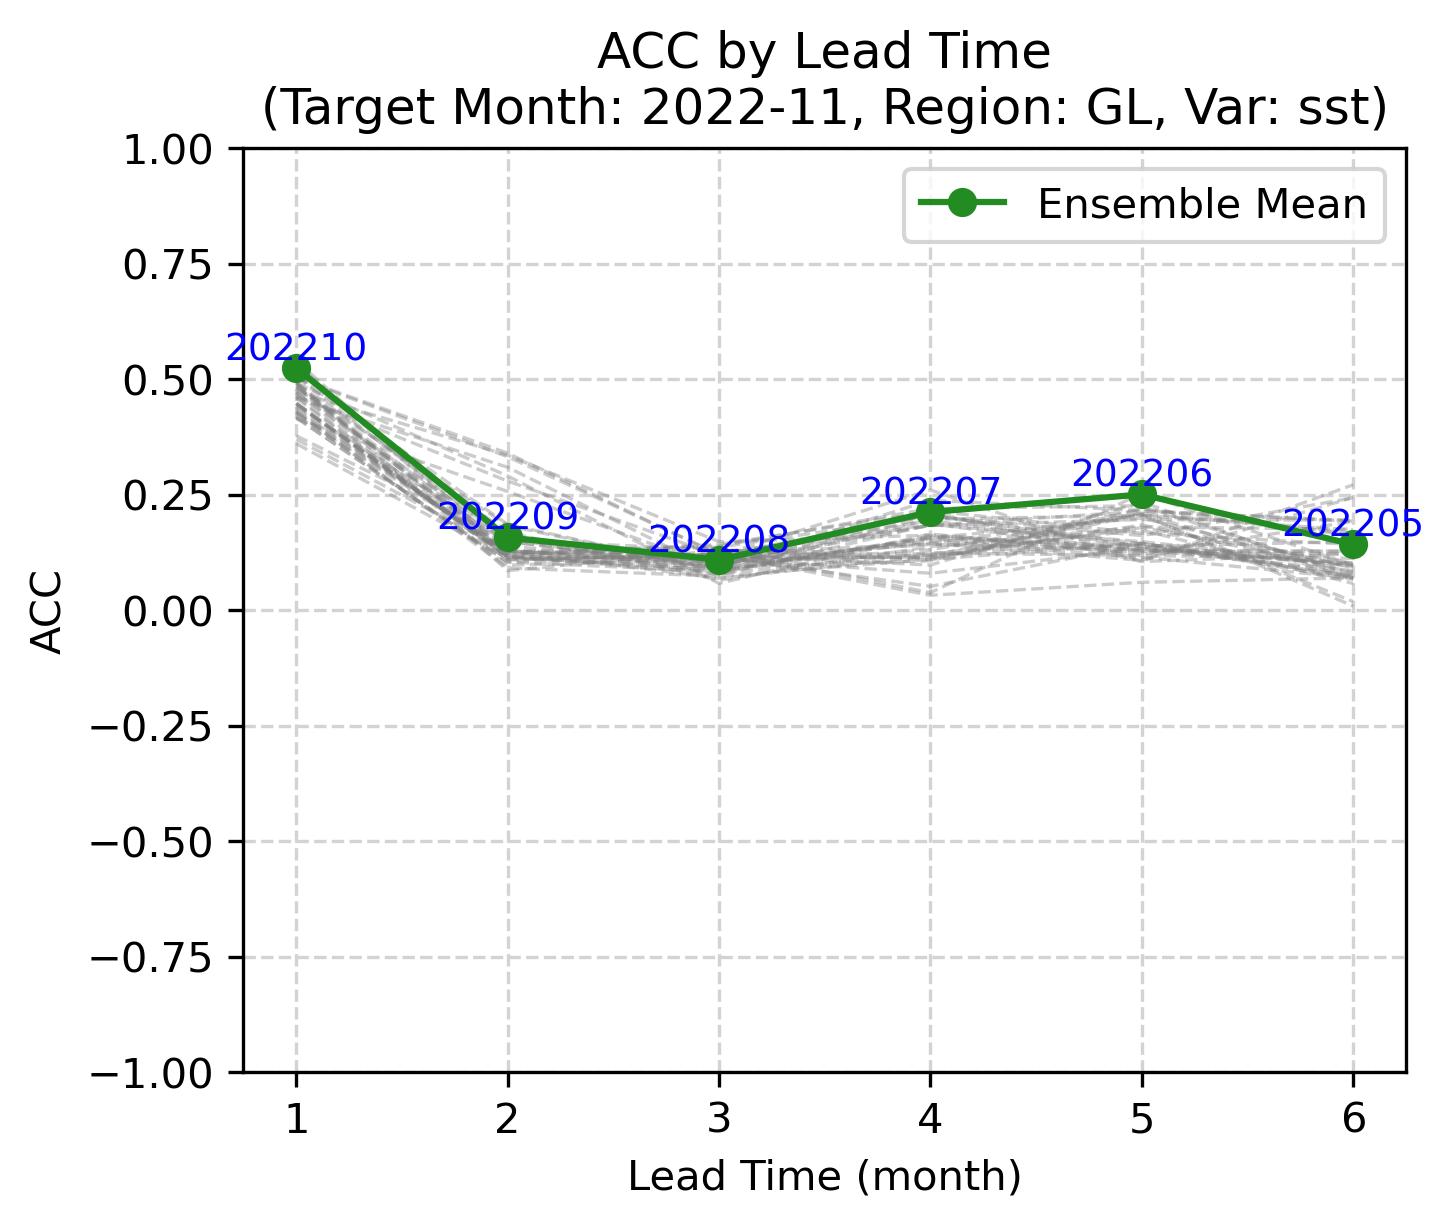 ACC by Lead Time
(Target Month: 2022-11, Region: GL, Var: sst)
1.00
0.75
0.50
0.25
0.00
−0.25
−0.50
−0.75
−1.00
ACC
Ensemble Mean
202210
202209
202208
202207
202206
202205
1 2 3 4 5 6
Lead Time (month)